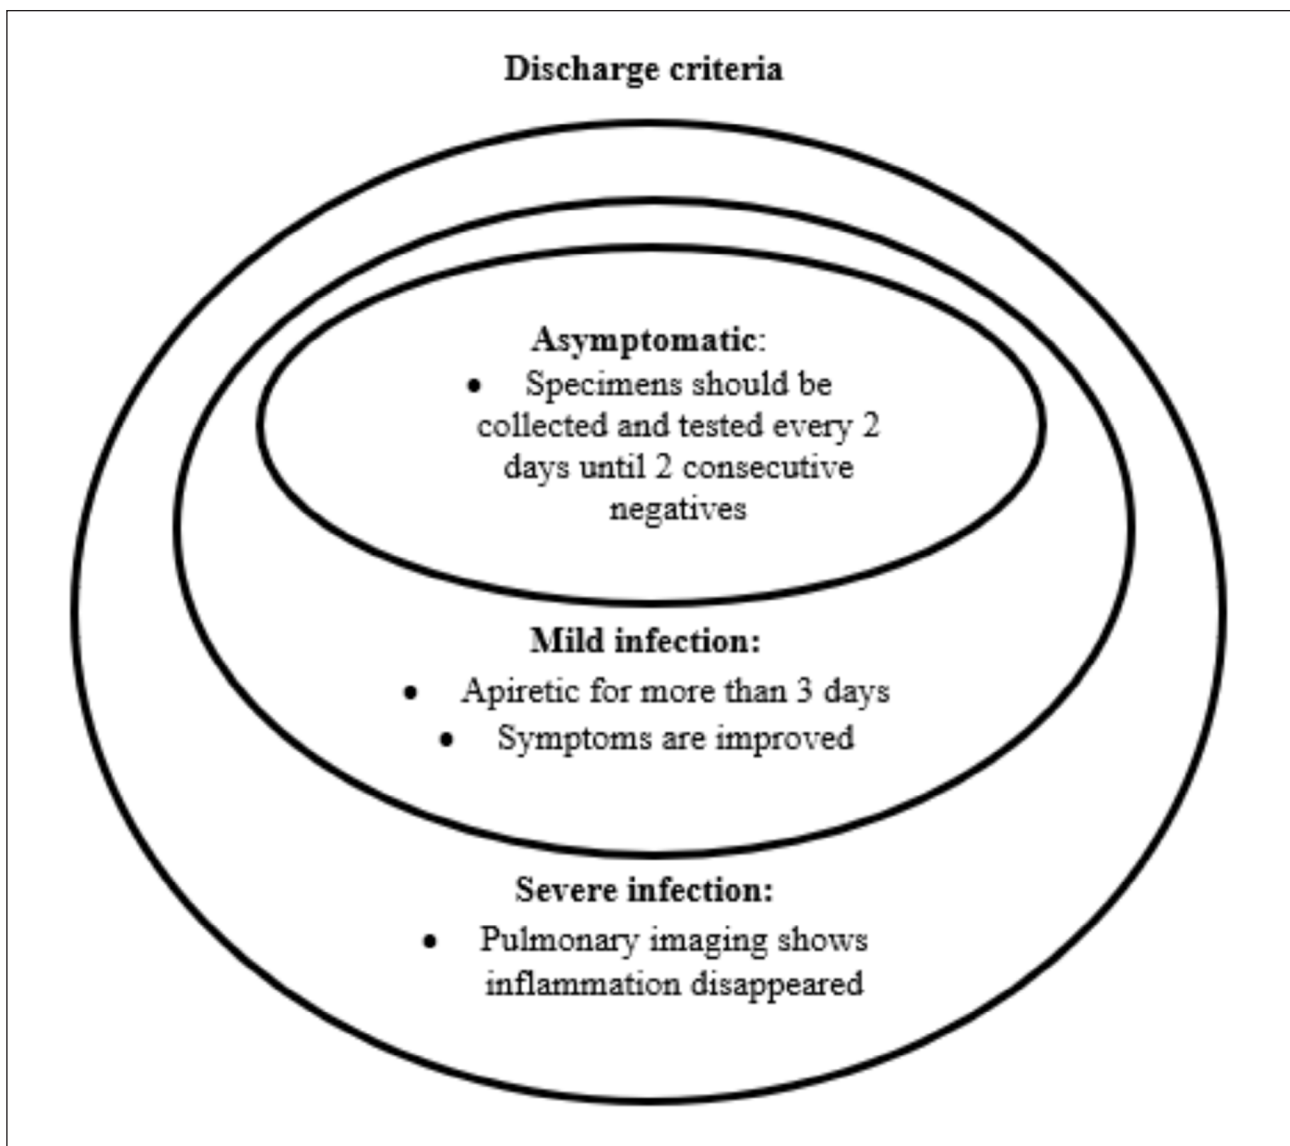 Discharge criteria
Asymptomatic:
• Specimens should be
collected and tested every 2
days until 2 consecutive
negatives
Mild infection:
• Apiretic for more than 3 days
• Symptoms are improved
Severe infection:
• Pulmonary imaging shows
inflammation disappeared